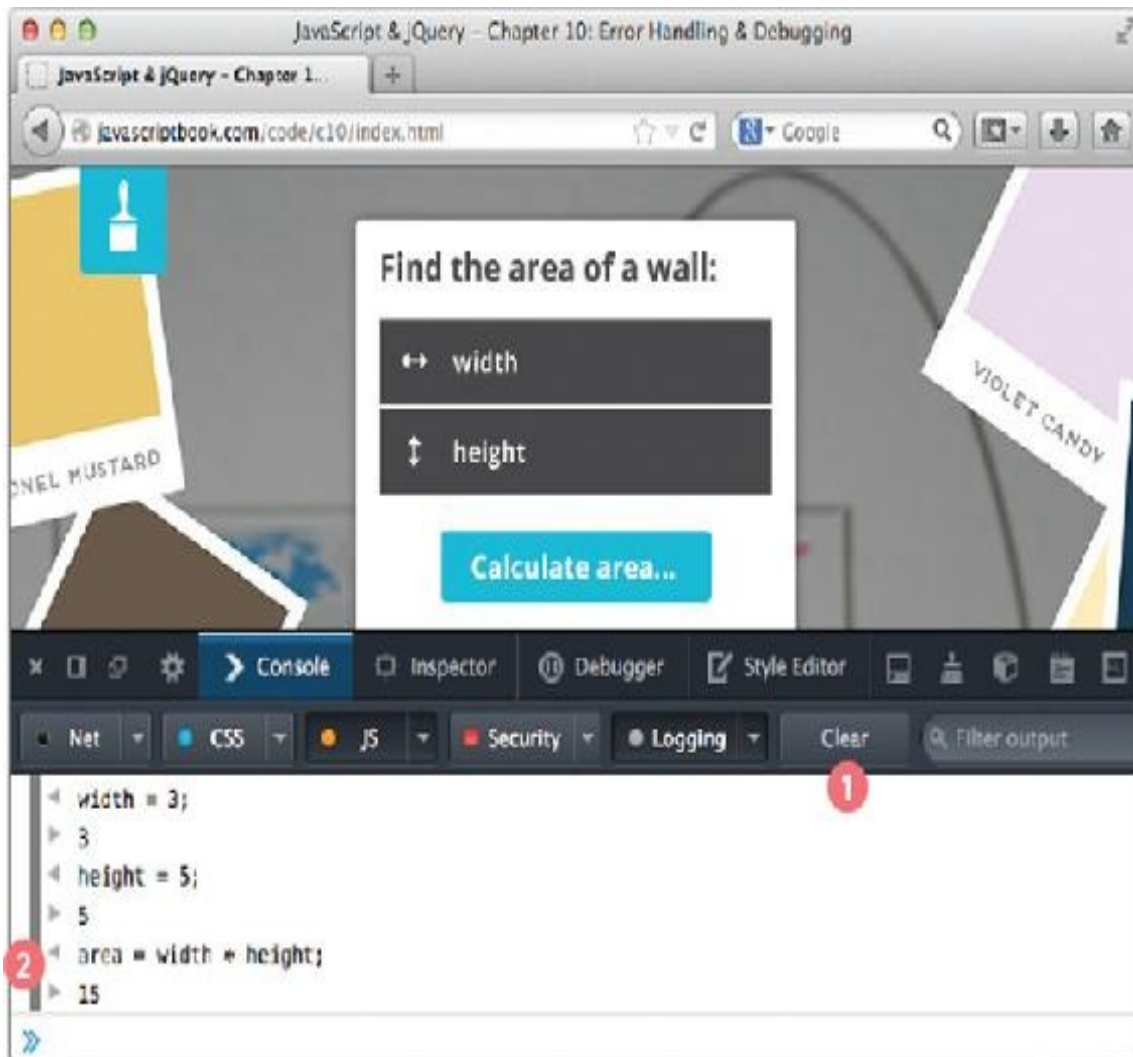 JavaScript & jQuery – Chapter 10: Error Handling & Debugging
JavaScript & jQuery – Chapter 1...
javascriptbook.com/code/c10/index.html
Google
Find the area of a wall:
width
height
Calculate area...
ONEL MUSTARD
VIOLET CANDY
Console
Inspector
Debugger
Style Editor
Net
CSS
JS
Security
Logging
Clear
Filter output
1
width = 3;
3
height = 5;
5
area = width * height;
2
15